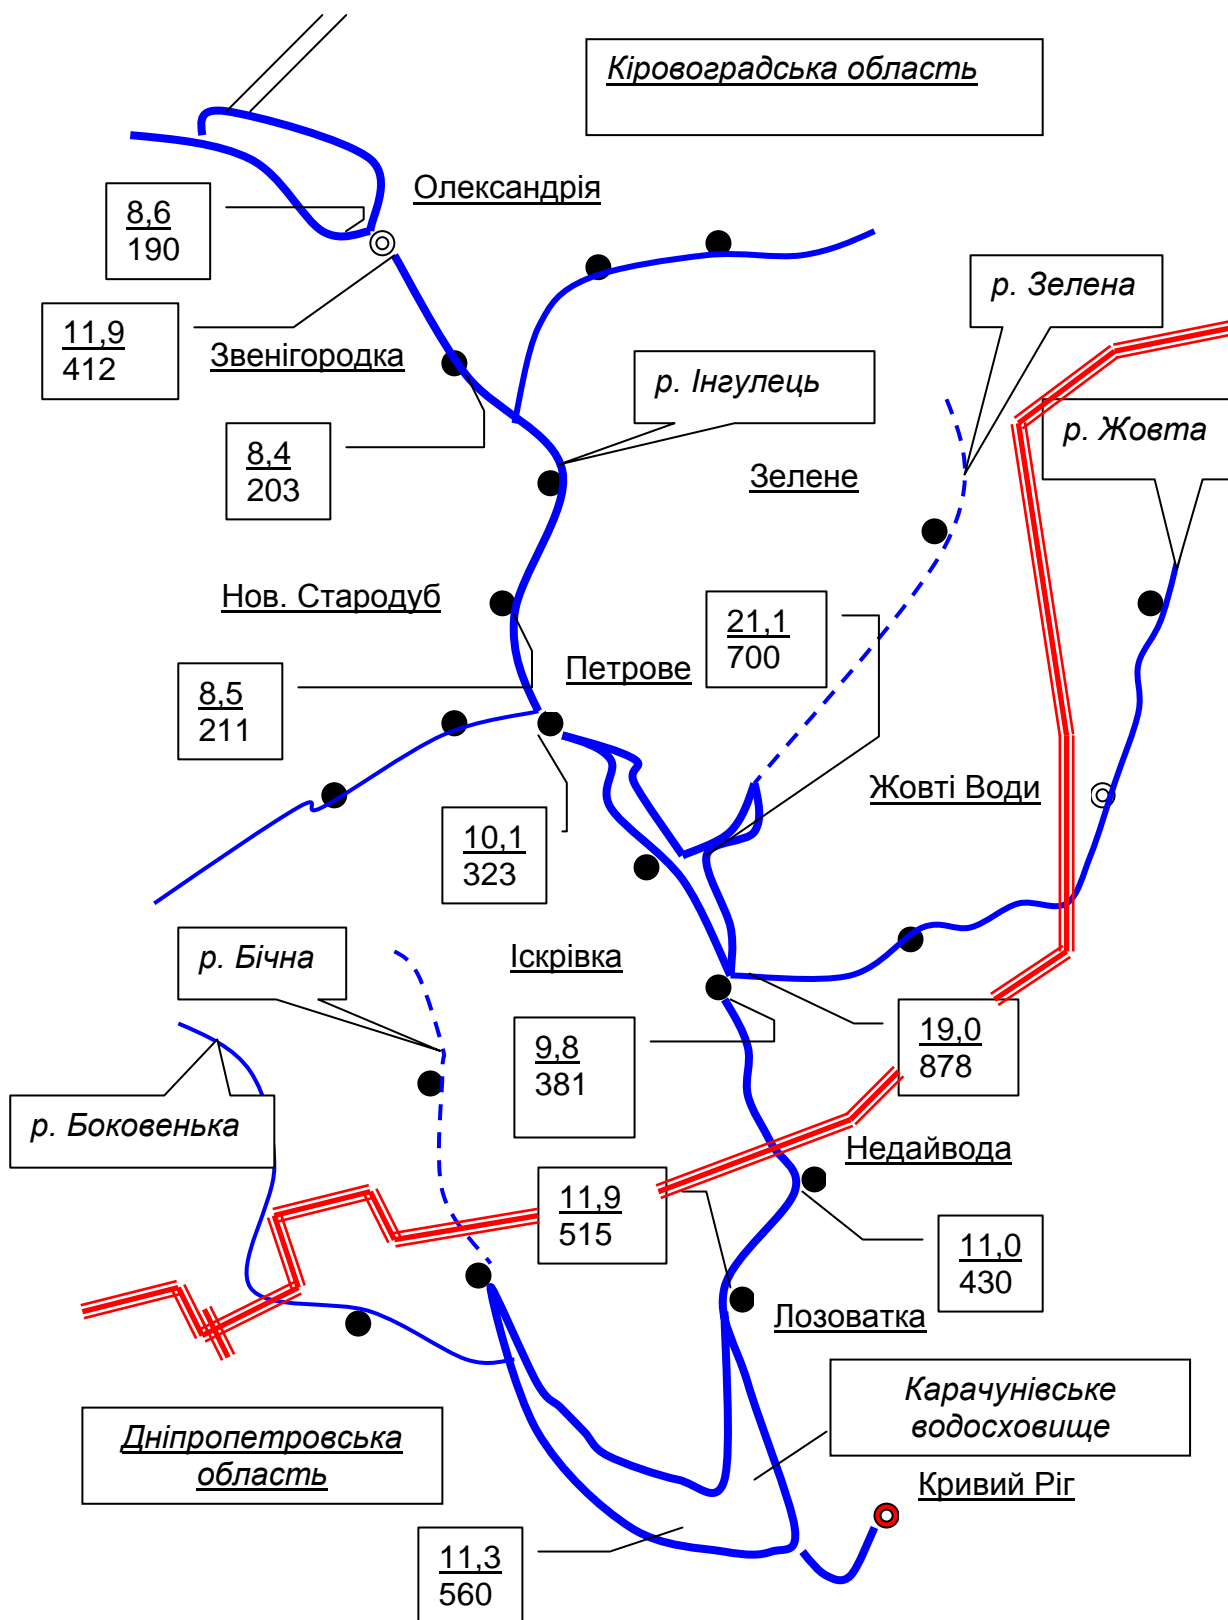 Кіровоградська область
Олександрія
8,6
190
р. Зелена
11,9
412
Звенігородка
р. Інгулець
р. Жовта
8,4
203
Зелене
Нов. Стародуб
21,1
700
Петрове
8,5
211
Жовті Води
10,1
323
р. Бічна
Іскрівка
19,0
878
9,8
381
р. Боковенька
Недайвода
11,9
515
11,0
430
Лозоватка
Карачунівське
водосховище
Дніпропетровська
область
Кривий Ріг
11,3
560